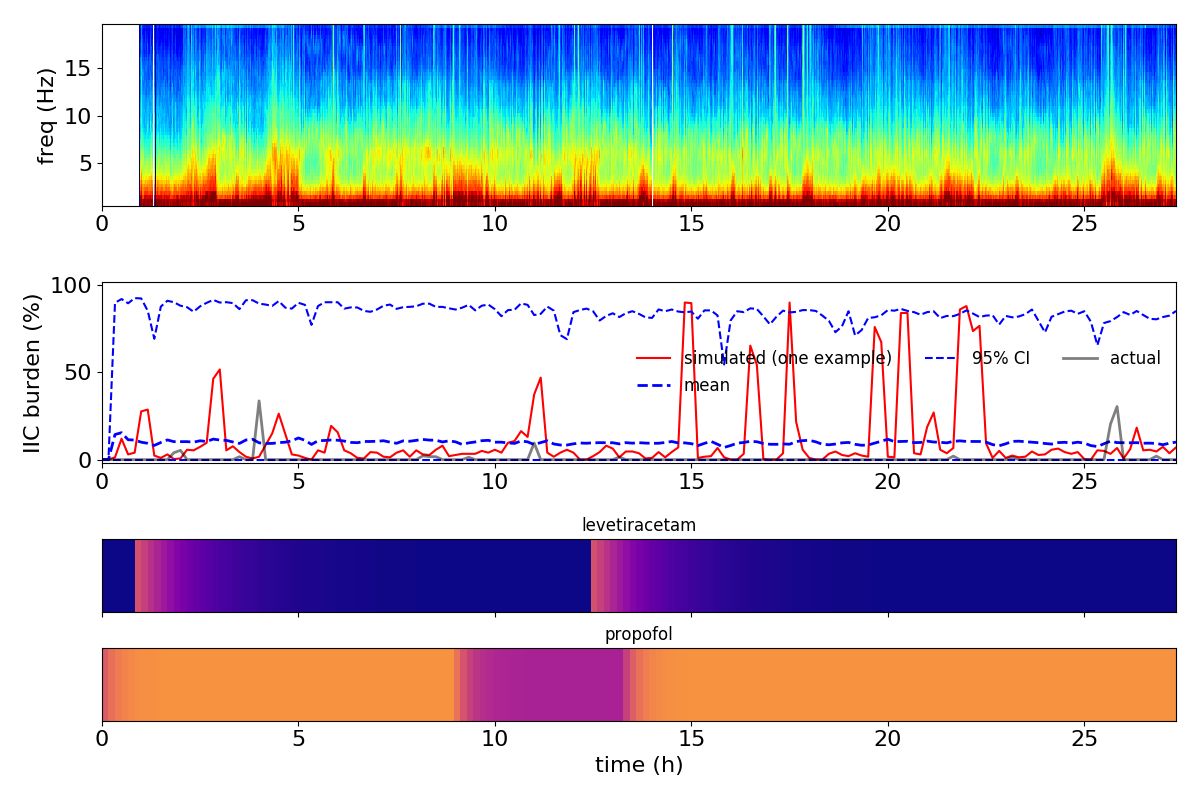 freq (Hz)
15
10
5
0 5 10 15 20 25
IIC burden (%)
100
50
0
simulated (one example) 95% CI actual
mean
0 5 10 15 20 25
levetiracetam
propofol
0 5 10 15 20 25
time (h)